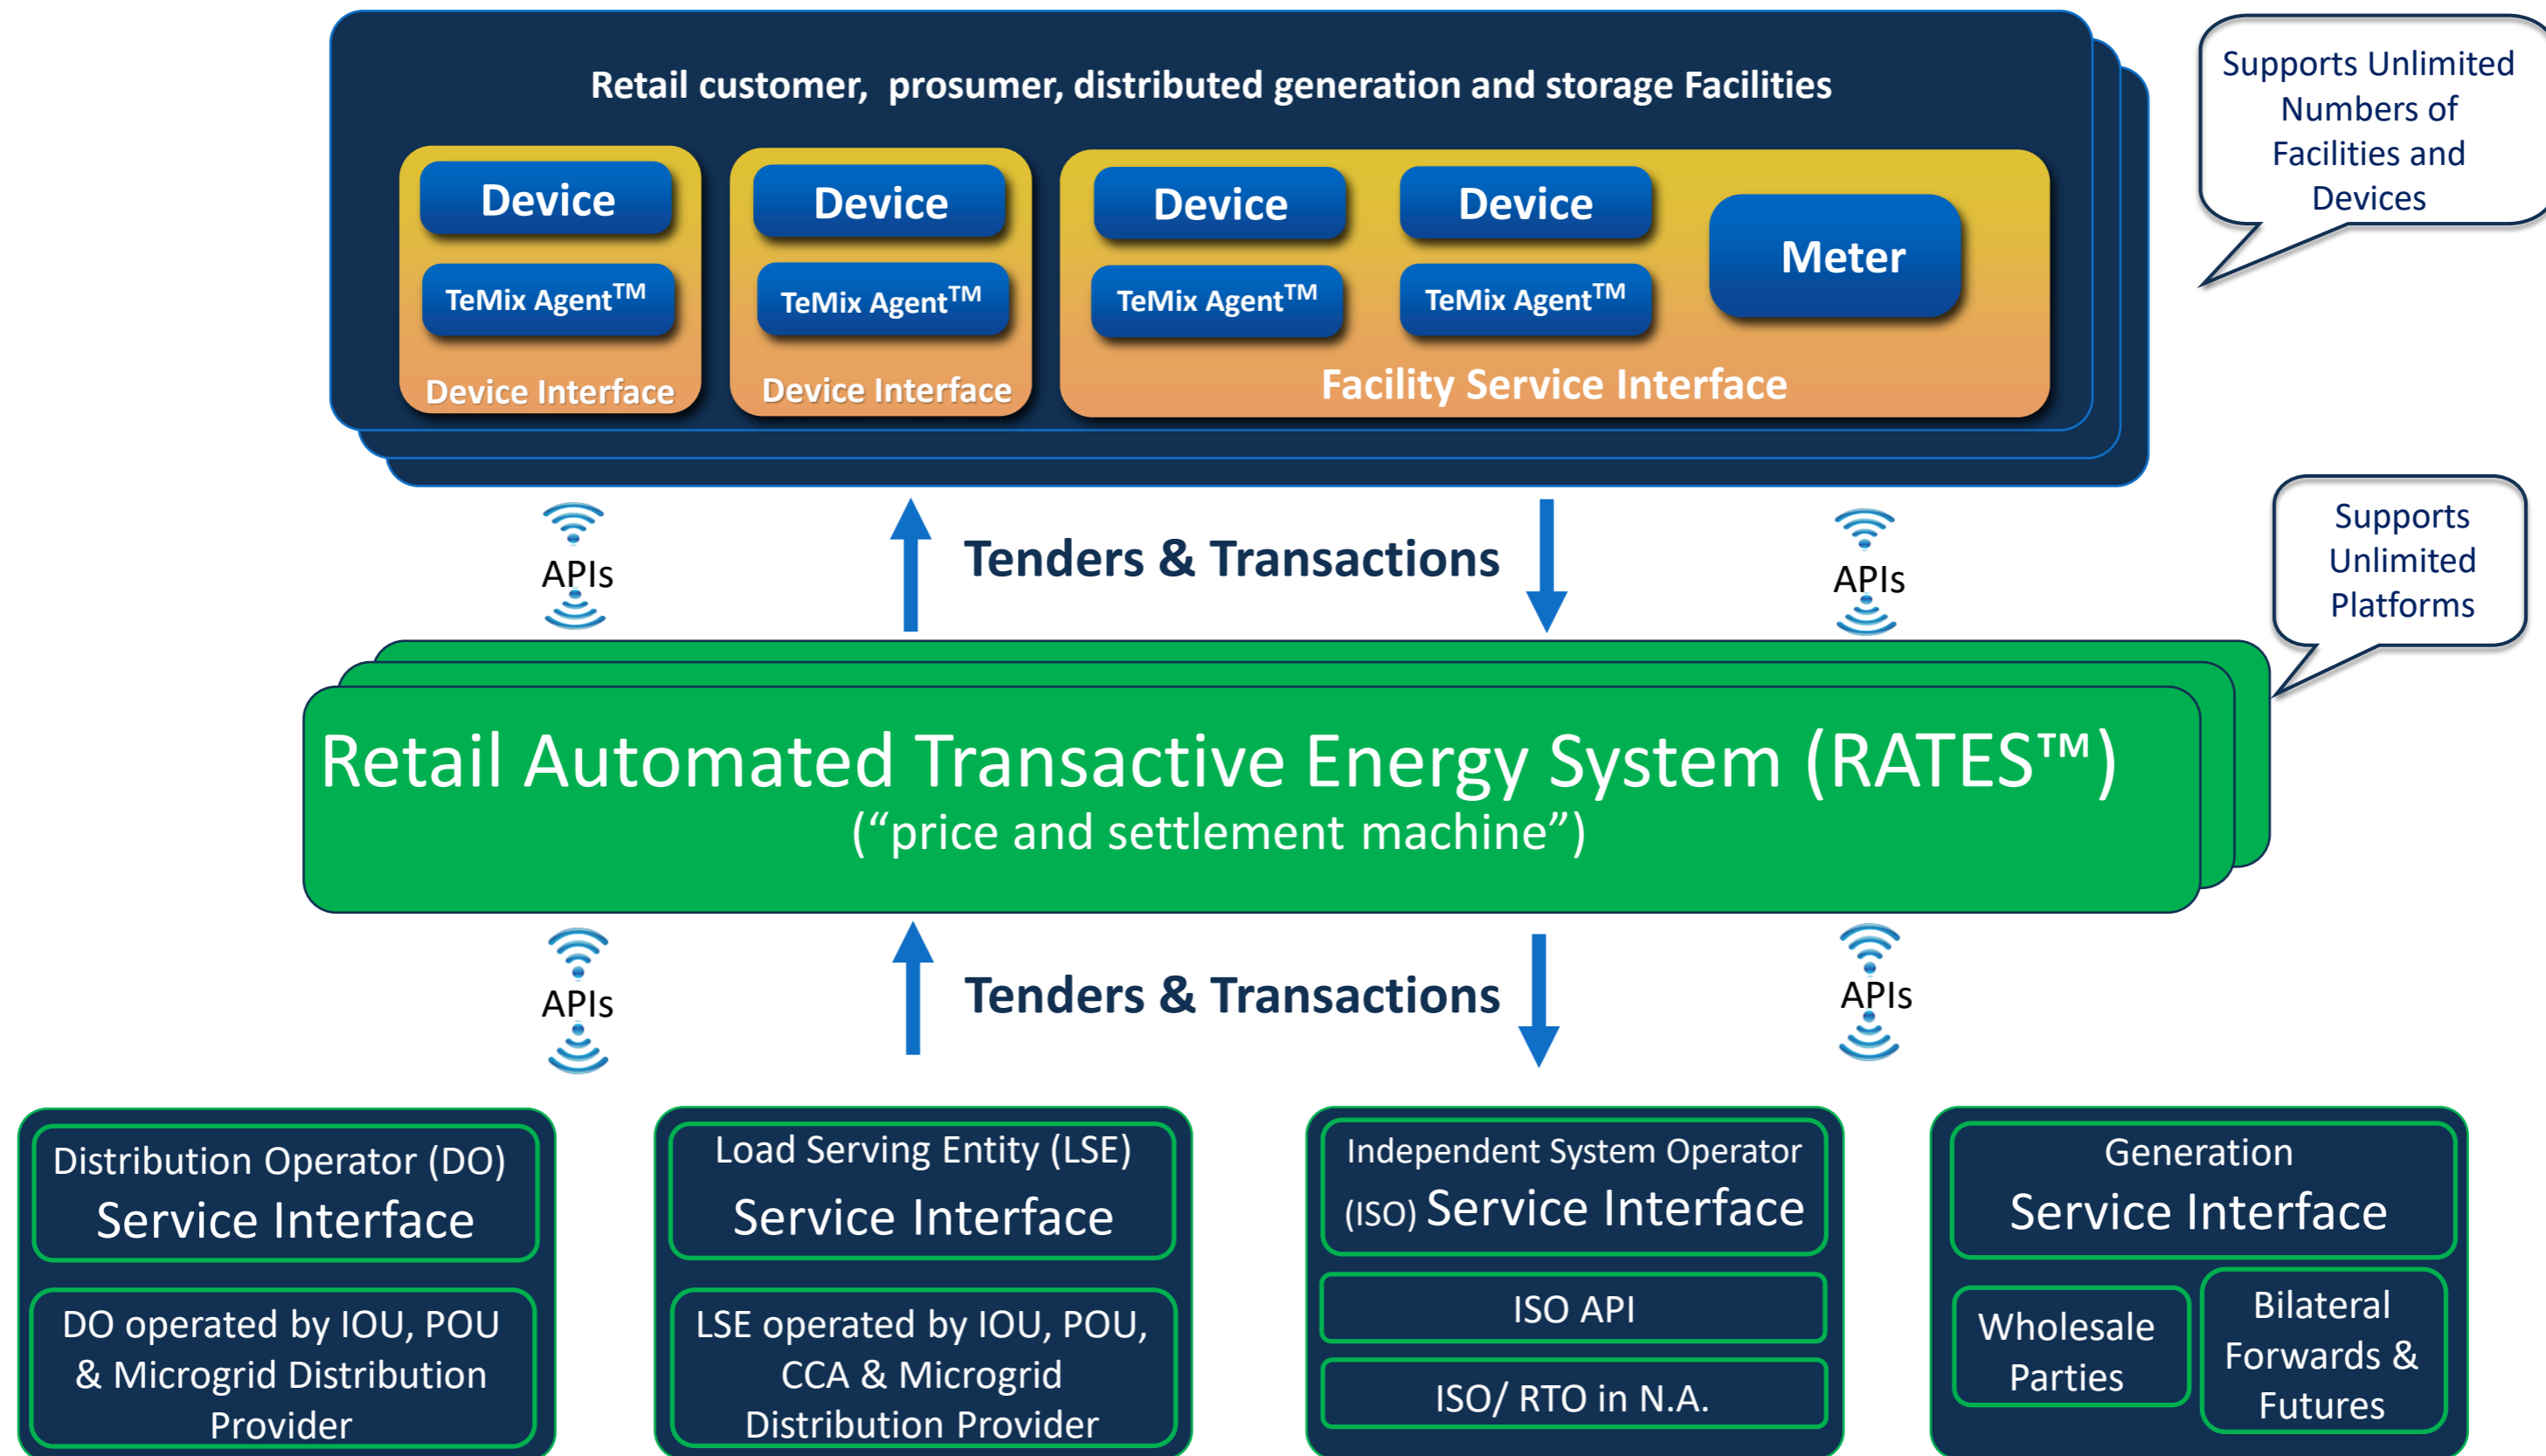 Retail customer, prosumer, distributed generation and storage Facilities
Supports Unlimited
Numbers of
Facilities and
Devices
Device
Device
Device
Device
Meter
TeMix Agent™
TeMix Agent™
TeMix Agent™
TeMix Agent™
Device Interface
Device Interface
Facility Service Interface
APIs
Tenders & Transactions
APIs
Supports
Unlimited
Platforms
Retail Automated Transactive Energy System (RATES™)
(“price and settlement machine”)
APIs
Tenders & Transactions
APIs
Distribution Operator (DO)
Service Interface
DO operated by IOU, POU
& Microgrid Distribution
Provider
Load Serving Entity (LSE)
Service Interface
LSE operated by IOU, POU,
CCA & Microgrid
Distribution Provider
Independent System Operator
(ISO) Service Interface
ISO API
ISO/ RTO in N.A.
Generation
Service Interface
Wholesale
Parties
Bilateral
Forwards &
Futures